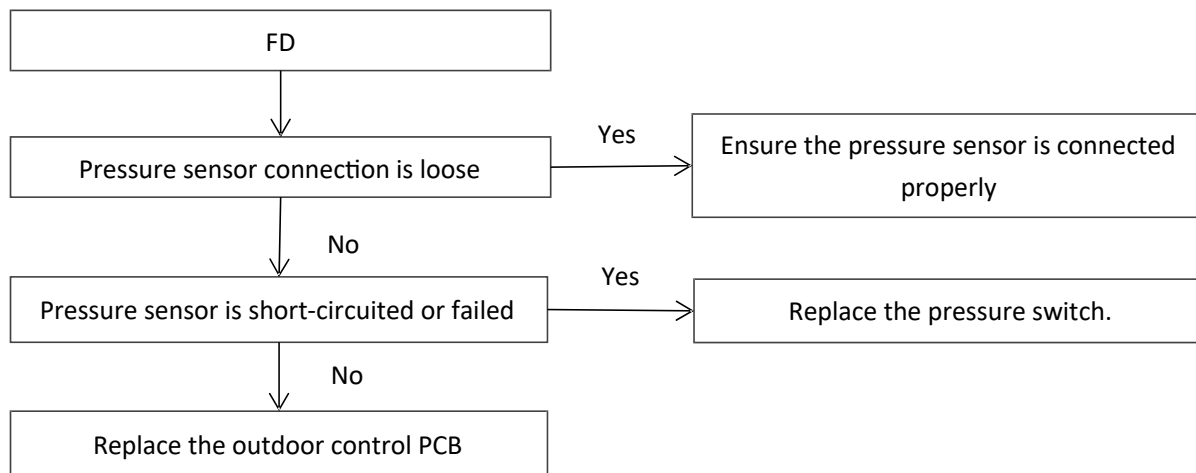 FD
Yes
Pressure sensor connection is loose
Ensure the pressure sensor is connected
properly
No
Yes
Pressure sensor is short-circuited or failed
Replace the pressure switch.
No
Replace the outdoor control PCB